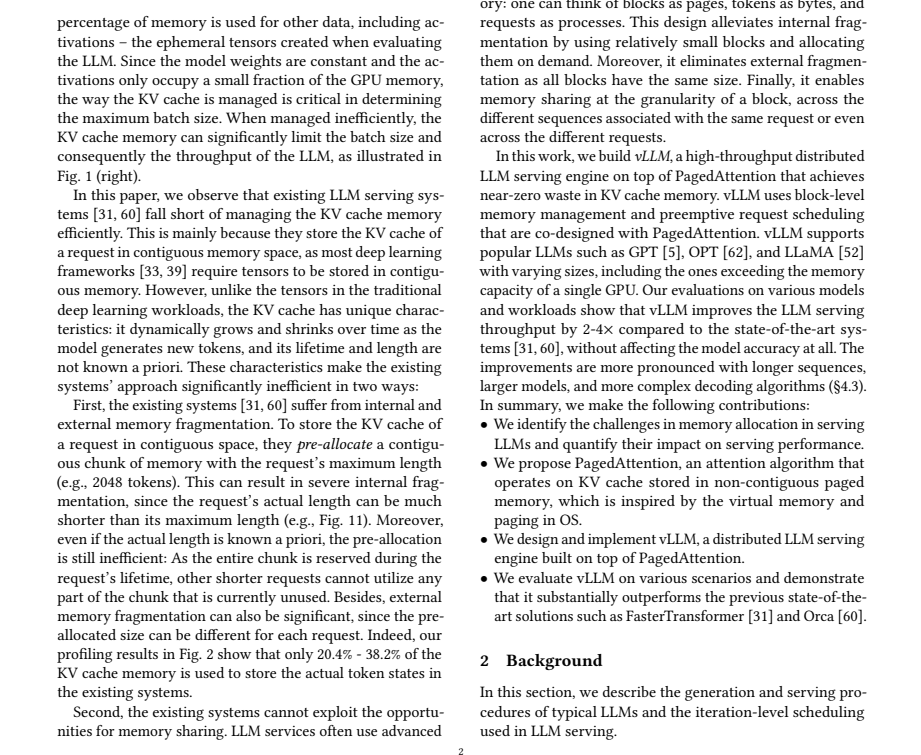 percentage of memory is used for other data, including ac-
tivations – the ephemeral tensors created when evaluating
the LLM. Since the model weights are constant and the ac-
tivations only occupy a small fraction of the GPU memory,
the way the KV cache is managed is critical in determining
the maximum batch size. When managed inefficiently, the
KV cache memory can significantly limit the batch size and
consequently the throughput of the LLM, as illustrated in
Fig. 1 (right).
In this paper, we observe that existing LLM serving sys-
tems [31, 60] fall short of managing the KV cache memory
efficiently. This is mainly because they store the KV cache of
a request in contiguous memory space, as most deep learning
frameworks [33, 39] require tensors to be stored in contigu-
ous memory. However, unlike the tensors in the traditional
deep learning workloads, the KV cache has unique charac-
teristics: it dynamically grows and shrinks over time as the
model generates new tokens, and its lifetime and length are
not known a priori. These characteristics make the existing
systems’ approach significantly inefficient in two ways:
First, the existing systems [31, 60] suffer from internal and
external memory fragmentation. To store the KV cache of
a request in contiguous space, they pre-allocate a contigu-
ous chunk of memory with the request’s maximum length
(e.g., 2048 tokens). This can result in severe internal frag-
mentation, since the request’s actual length can be much
shorter than its maximum length (e.g., Fig. 11). Moreover,
even if the actual length is known a priori, the pre-allocation
is still inefficient: As the entire chunk is reserved during the
request’s lifetime, other shorter requests cannot utilize any
part of the chunk that is currently unused. Besides, external
memory fragmentation can also be significant, since the pre-
allocated size can be different for each request. Indeed, our
profiling results in Fig. 2 show that only 20.4% - 38.2% of the
KV cache memory is used to store the actual token states in
the existing systems.
Second, the existing systems cannot exploit the opportu-
nities for memory sharing. LLM services often use advanced
ory: one can think of blocks as pages, tokens as bytes, and
requests as processes. This design alleviates internal frag-
mentation by using relatively small blocks and allocating
them on demand. Moreover, it eliminates external fragmen-
tation as all blocks have the same size. Finally, it enables
memory sharing at the granularity of a block, across the
different sequences associated with the same request or even
across the different requests.
In this work, we build vLLM, a high-throughput distributed
LLM serving engine on top of PagedAttention that achieves
near-zero waste in KV cache memory. vLLM uses block-level
memory management and preemptive request scheduling
that are co-designed with PagedAttention. vLLM supports
popular LLMs such as GPT [5], OPT [62], and LLaMA [52]
with varying sizes, including the ones exceeding the memory
capacity of a single GPU. Our evaluations on various models
and workloads show that vLLM improves the LLM serving
throughput by 2-4× compared to the state-of-the-art sys-
tems [31, 60], without affecting the model accuracy at all. The
improvements are more pronounced with longer sequences,
larger models, and more complex decoding algorithms (§4.3).
In summary, we make the following contributions:
• We identify the challenges in memory allocation in serving
LLMs and quantify their impact on serving performance.
• We propose PagedAttention, an attention algorithm that
operates on KV cache stored in non-contiguous paged
memory, which is inspired by the virtual memory and
paging in OS.
• We design and implement vLLM, a distributed LLM serving
engine built on top of PagedAttention.
• We evaluate vLLM on various scenarios and demonstrate
that it substantially outperforms the previous state-of-the-
art solutions such as FasterTransformer [31] and Orca [60].
2 Background
In this section, we describe the generation and serving pro-
cedures of typical LLMs and the iteration-level scheduling
used in LLM serving.
2